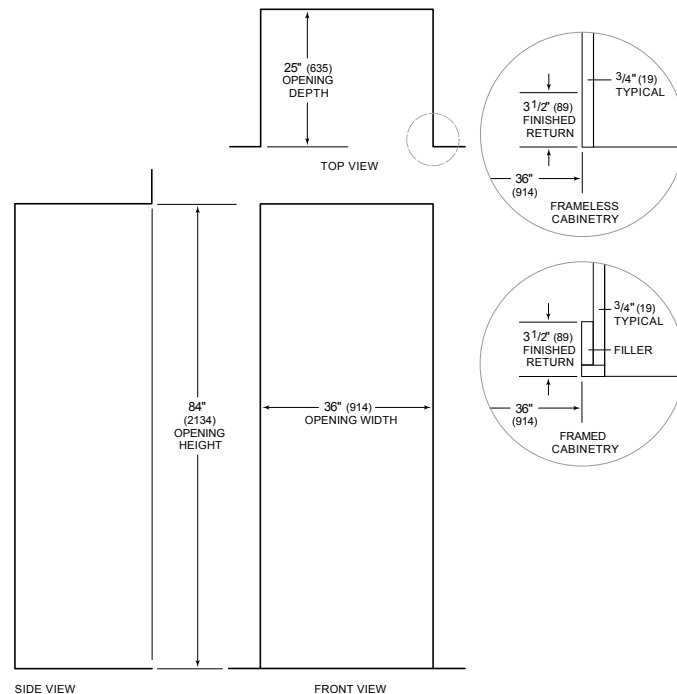 25" (635)
OPENING
DEPTH
TOP VIEW
3/4" (19)
TYPICAL
3 1/2" (89)
FINISHED
RETURN
36"
(914)
FRAMELESS
CABINETRY
3/4" (19)
TYPICAL
3 1/2" (89)
FINISHED
RETURN
FILLER
36"
(914)
FRAMED
CABINETRY
84"
(2134)
OPENING
HEIGHT
36" (914)
OPENING WIDTH
SIDE VIEW
FRONT VIEW